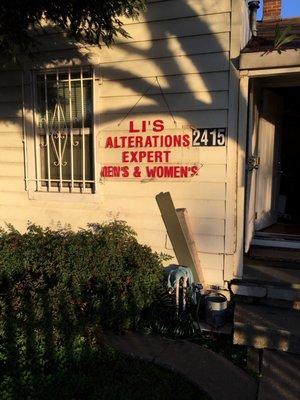 LI'S
ALTERATIONS
2415
EXPERT
MEN'S & WOMEN'S